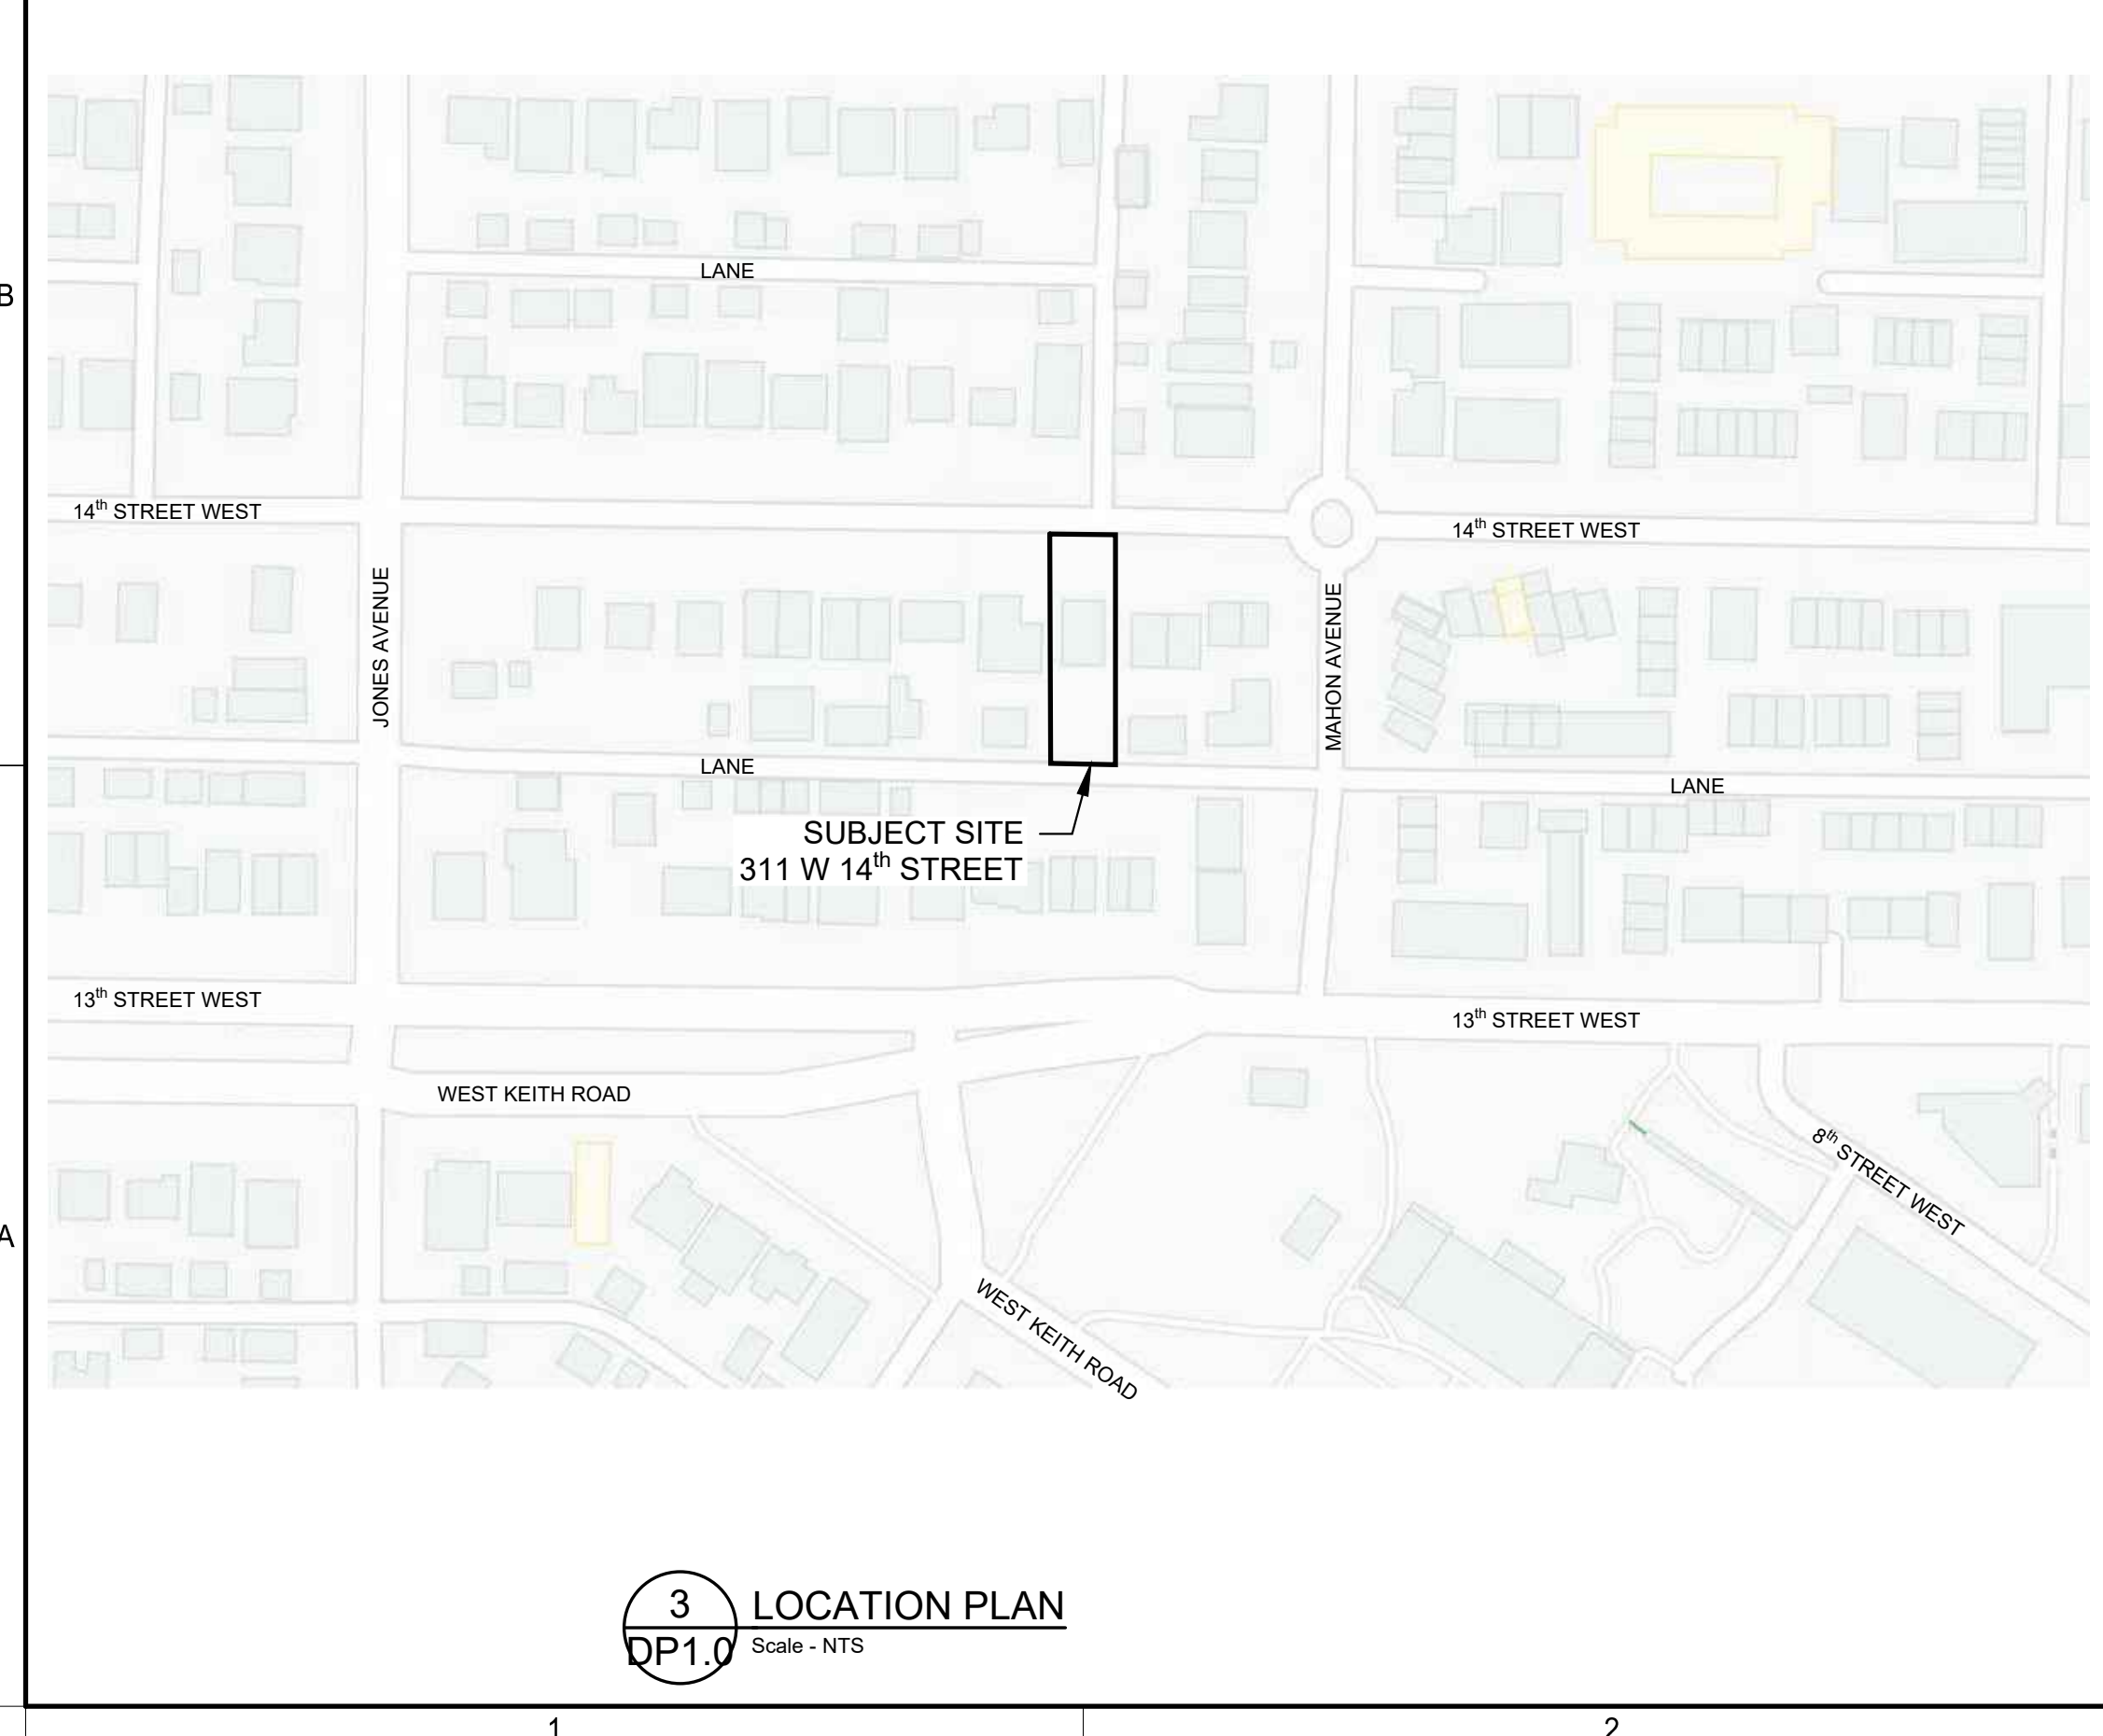 B
LANE
14th STREET WEST
14th STREET WEST
JONES AVENUE
MAHON AVENUE
LANE
LANE
SUBJECT SITE
311 W 14th STREET
13th STREET WEST
13th STREET WEST
WEST KEITH ROAD
8th STREET WEST
A
WEST KEITH ROAD
3
DP1.0
LOCATION PLAN
Scale - NTS
1
2